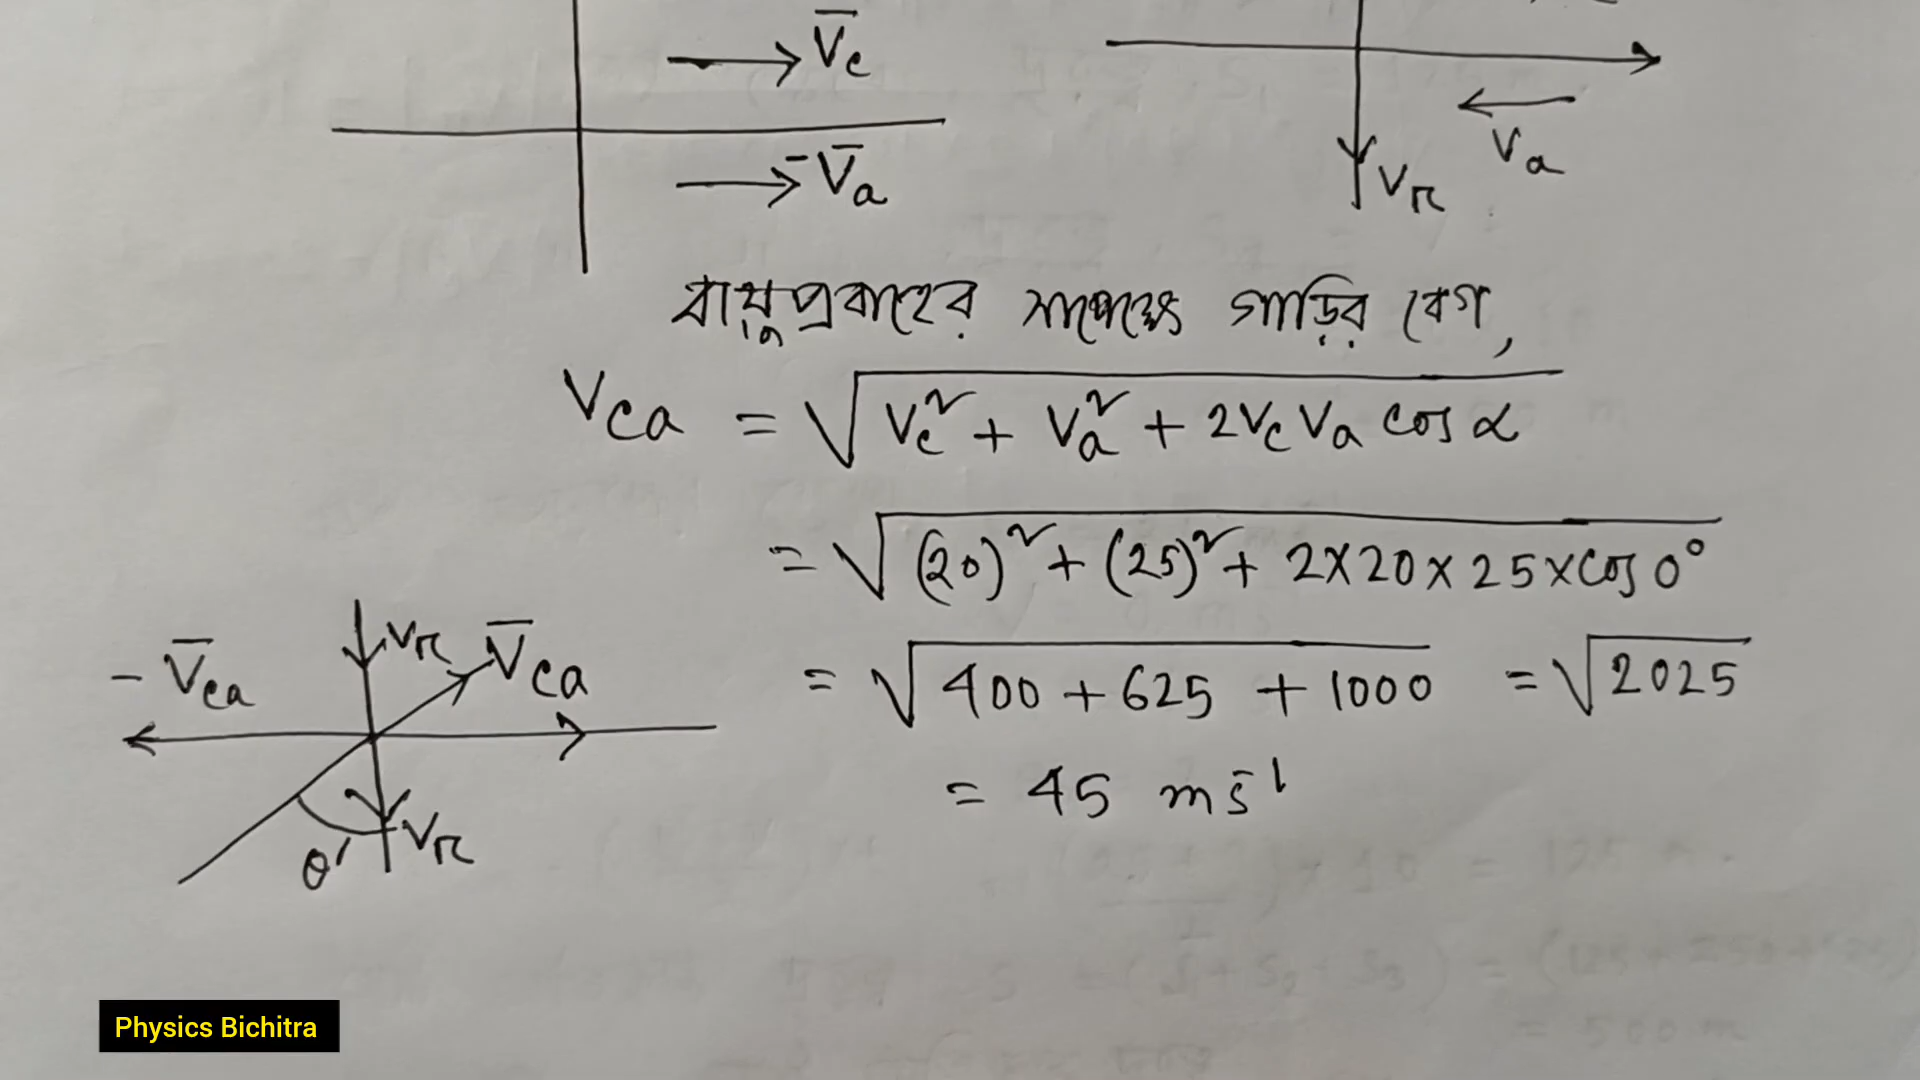 V̅c
-V̅a
Va
Vr
বায়ুপ্রবাহের সাপেক্ষে গাড়ির বেগ,
Vca = √(Vc² + Va² + 2VcVa cos α)
= √((20)² + (25)² + 2×20×25×cos 0°)
= √(400 + 625 + 1000) = √2025
= 45 ms⁻¹
-V̅ca
Vr
V̅ca
θ′
Vr
Physics Bichitra